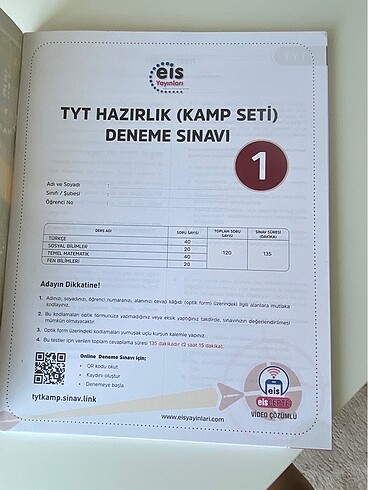 TYT
eis
Yayınları
TYT HAZIRLIK (KAMP SETİ)
DENEME SINAVI
1
Adı ve Soyadı :
Sınıfı / Şubesi :
Öğrenci No :
DERS ADI SORU SAYISI TOPLAM SORU SAYISI SINAV SÜRESİ (DAKİKA)
TÜRKÇE 40 120 135
SOSYAL BİLİMLER 20
TEMEL MATEMATİK 40
FEN BİLİMLERİ 20
Adayın Dikkatine!
1. Adınızı, soyadınızı, öğrenci numaranızı, alanınızı cevap kâğıdı (optik form) üzerindeki ilgili alanlara mutlaka
kodlayınız.
2. Bu kodlamaları optik formunuza yapmadığınız veya eksik yaptığınız takdirde, sınavınızın değerlendirilmesi
mümkün olmayacaktır.
3. Optik form üzerindeki kodlamaları yumuşak uçlu kurşun kalemle yapınız.
4. Bu testler için verilen toplam cevaplama süresi 135 dakikadır (2 saat 15 dakika).
Online Deneme Sınavı için;
• QR kodu okut
• Kaydını oluştur
• Denemeye başla
tytkamp.sinav.link
www.eisyayinlari.com
eis
eisCEPTE
VİDEO ÇÖZÜMLÜ